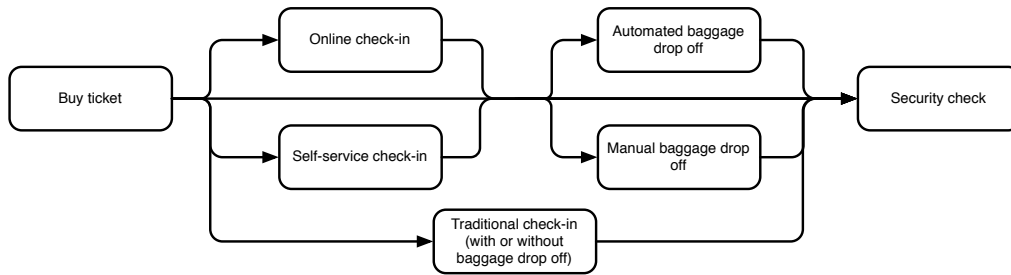 Online check-in
Automated baggage
drop off
Buy ticket
Security check
Self-service check-in
Manual baggage drop
off
Traditional check-in
(with or without
baggage drop off)